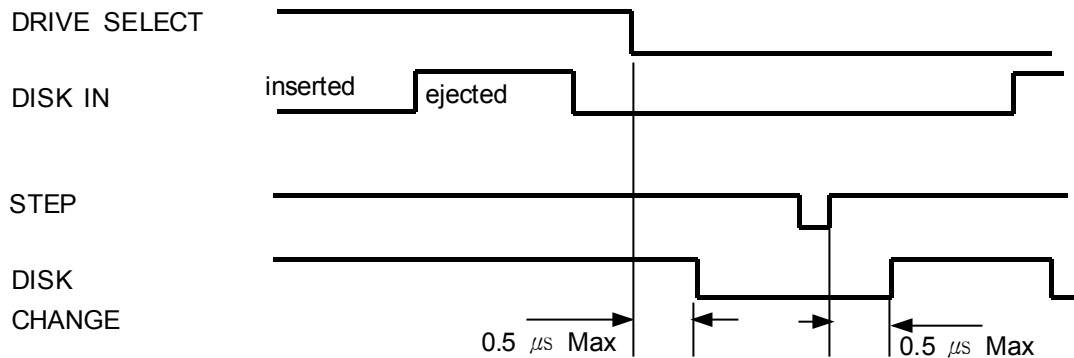 DRIVE SELECT
inserted
ejected
DISK IN
STEP
DISK
CHANGE
0.5 μs Max
0.5 μs Max